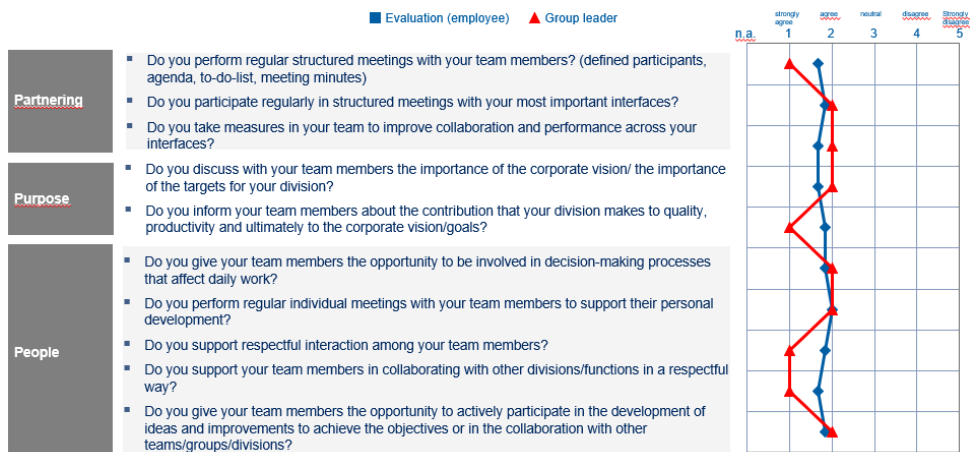 Evaluation (employee) Group leader
strongly agree
agree
neutral
disagree
Strongly disagree
n.a. 1 2 3 4 5
Partnering
▪ Do you perform regular structured meetings with your team members? (defined participants,
agenda, to-do-list, meeting minutes)
▪ Do you participate regularly in structured meetings with your most important interfaces?
▪ Do you take measures in your team to improve collaboration and performance across your
interfaces?
Purpose
▪ Do you discuss with your team members the importance of the corporate vision/ the importance
of the targets for your division?
▪ Do you inform your team members about the contribution that your division makes to quality,
productivity and ultimately to the corporate vision/goals?
People
▪ Do you give your team members the opportunity to be involved in decision-making processes
that affect daily work?
▪ Do you perform regular individual meetings with your team members to support their personal
development?
▪ Do you support respectful interaction among your team members?
▪ Do you support your team members in collaborating with other divisions/functions in a respectful
way?
▪ Do you give your team members the opportunity to actively participate in the development of
ideas and improvements to achieve the objectives or in the collaboration with other
teams/groups/divisions?